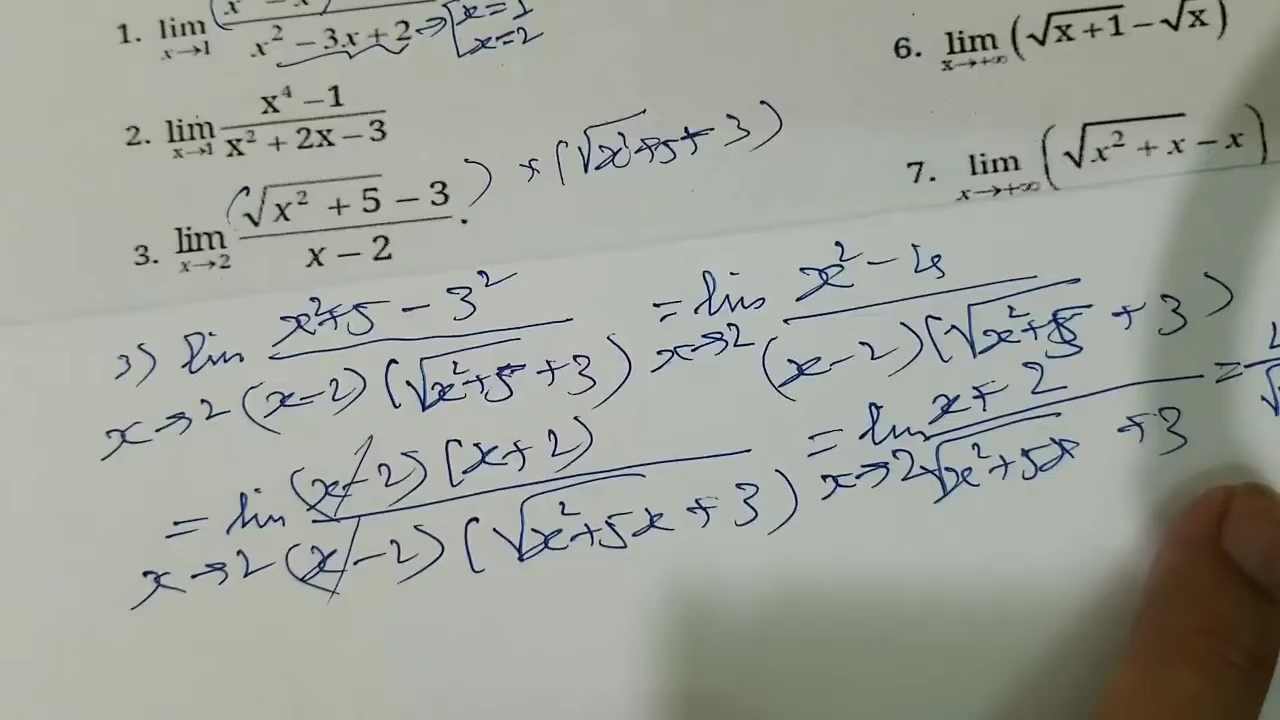 1. lim x→1 x² − 3x + 2 ⇒ [x=1 x=2
2. lim x→1 x⁴ − 1 / x² + 2x − 3
3. lim x→2 (√x² + 5 − 3) / x − 2 × (√x²+5 + 3)
6. lim x→+∞ (√x+1 − √x)
7. lim x→+∞ (√x² + x − x)
3) lim x→2 x²+5 − 3² / (x−2)(√x²+5 + 3) = lim x→2 x² − 4 / (x−2)(√x²+5 + 3)
= lim x→2 (x−2)(x+2) / (x−2)(√x²+5x + 3) = lim x→2 x+2 / √x²+5x + 3 =